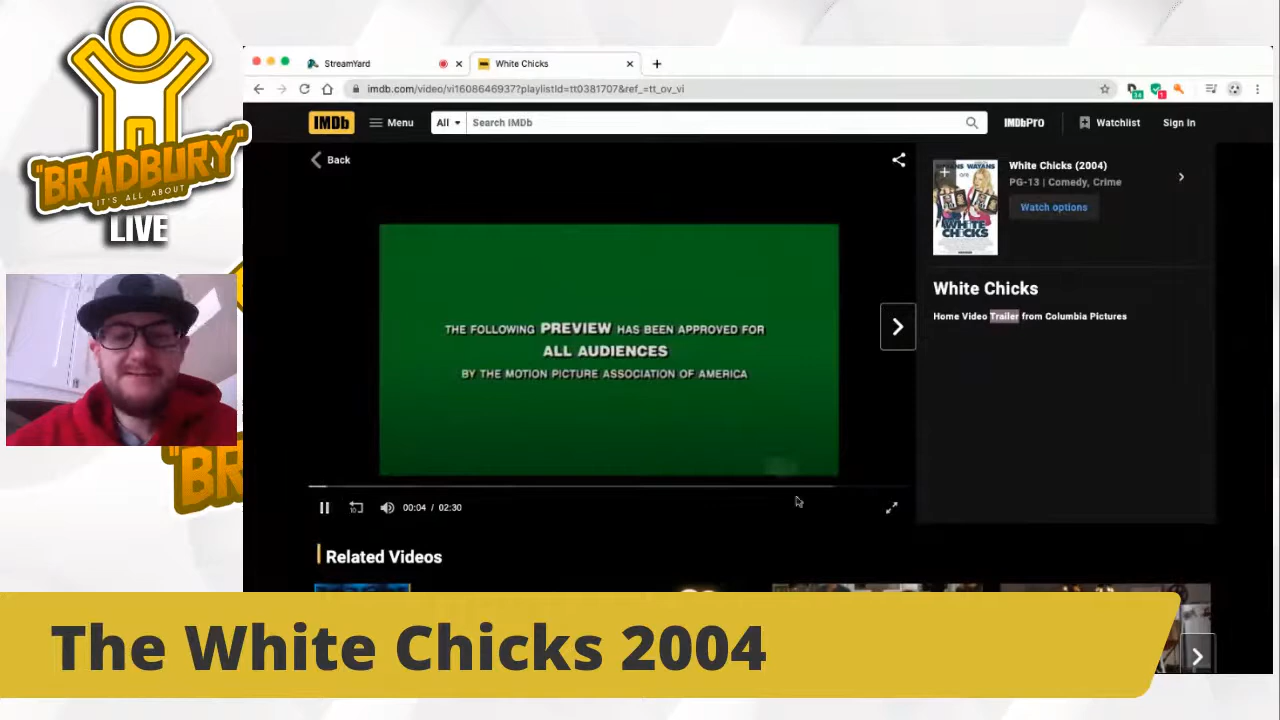 "BRADBURY"
IT'S ALL ABOUT
LIVE
StreamYard
White Chicks
imdb.com/video/vi1608646937?playlistId=tt0381707&ref_=tt_ov_vi
IMDb
Menu
All
Search IMDb
IMDbPRO
Watchlist
Sign In
Back
THE FOLLOWING PREVIEW HAS BEEN APPROVED FOR
ALL AUDIENCES
BY THE MOTION PICTURE ASSOCIATION OF AMERICA
00:04 / 02:30
WHITE
CHICKS
White Chicks (2004)
PG-13 | Comedy, Crime
Watch options
White Chicks
Home Video Trailer from Columbia Pictures
Related Videos
"BR
The White Chicks 2004